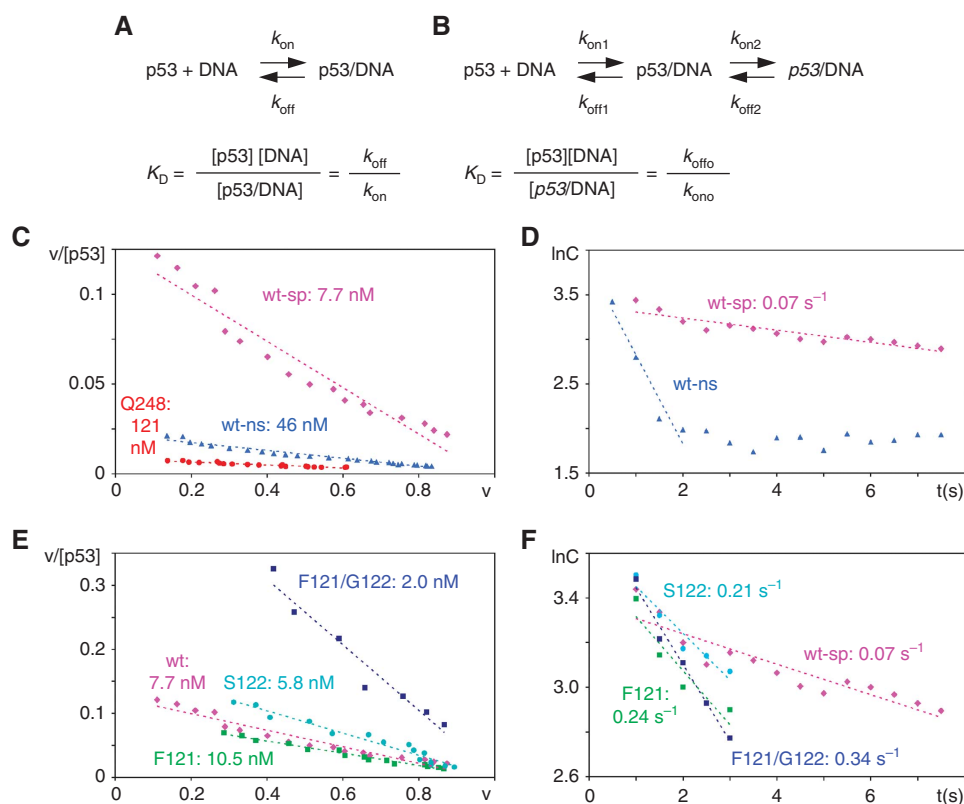 A
k_on
p53 + DNA p53/DNA
k_off
K_D = [p53] [DNA] / [p53/DNA] = k_off / k_on
B
k_on1 k_on2
p53 + DNA p53/DNA p53/DNA
k_off1 k_off2
K_D = [p53][DNA] / [p53/DNA] = k_offo / k_ono
C
v/[p53]
0.1
0.05
0
wt-sp: 7.7 nM
Q248:
121
nM
wt-ns: 46 nM
0 0.2 0.4 0.6 0.8 v
D
lnC
3.5
2.5
1.5
wt-sp: 0.07 s⁻¹
wt-ns
0 2 4 6 t(s)
E
v/[p53]
0.3
0.2
0.1
0
F121/G122: 2.0 nM
wt:
7.7 nM
S122: 5.8 nM
F121: 10.5 nM
0 0.2 0.4 0.6 0.8 v
F
lnC
3.4
3.0
2.6
S122: 0.21 s⁻¹
wt-sp: 0.07 s⁻¹
F121:
0.24 s⁻¹
F121/G122: 0.34 s⁻¹
0 2 4 6 t(s)